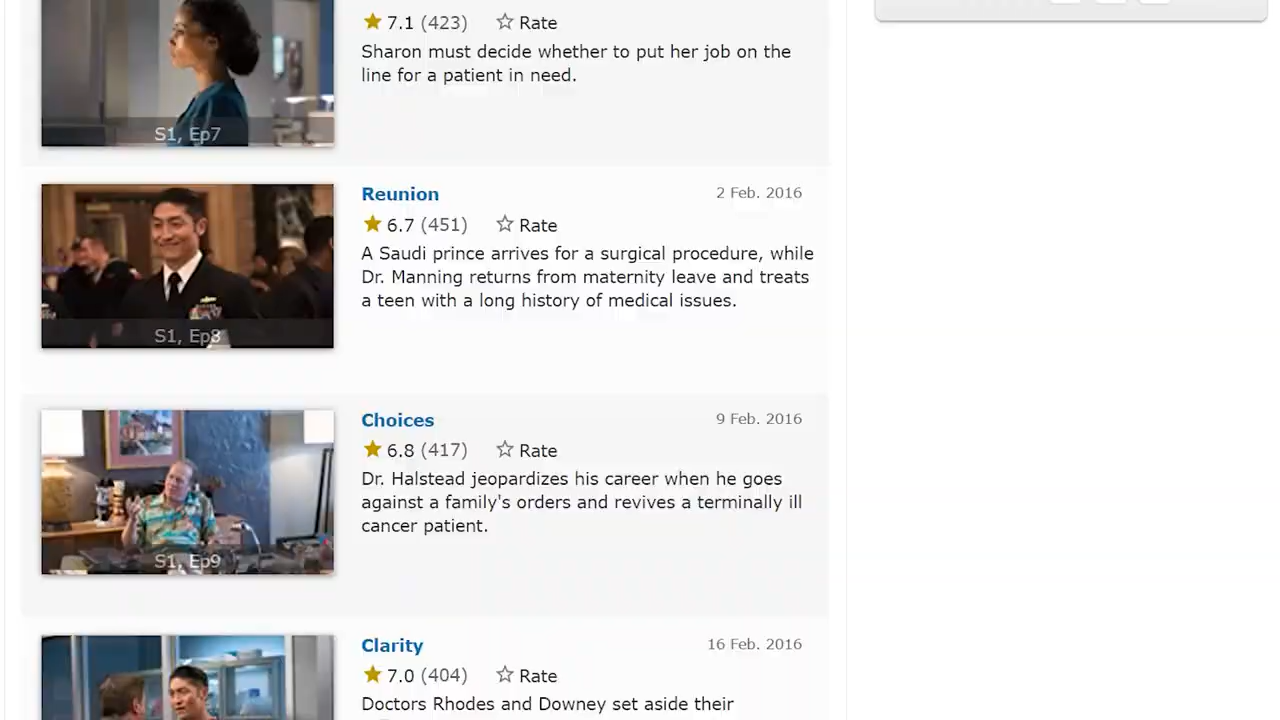 7.1 (423) Rate
Sharon must decide whether to put her job on the
line for a patient in need.
S1, Ep7
Reunion 2 Feb. 2016
6.7 (451) Rate
A Saudi prince arrives for a surgical procedure, while
Dr. Manning returns from maternity leave and treats
a teen with a long history of medical issues.
S1, Ep8
Choices 9 Feb. 2016
6.8 (417) Rate
Dr. Halstead jeopardizes his career when he goes
against a family's orders and revives a terminally ill
cancer patient.
S1, Ep9
Clarity 16 Feb. 2016
7.0 (404) Rate
Doctors Rhodes and Downey set aside their